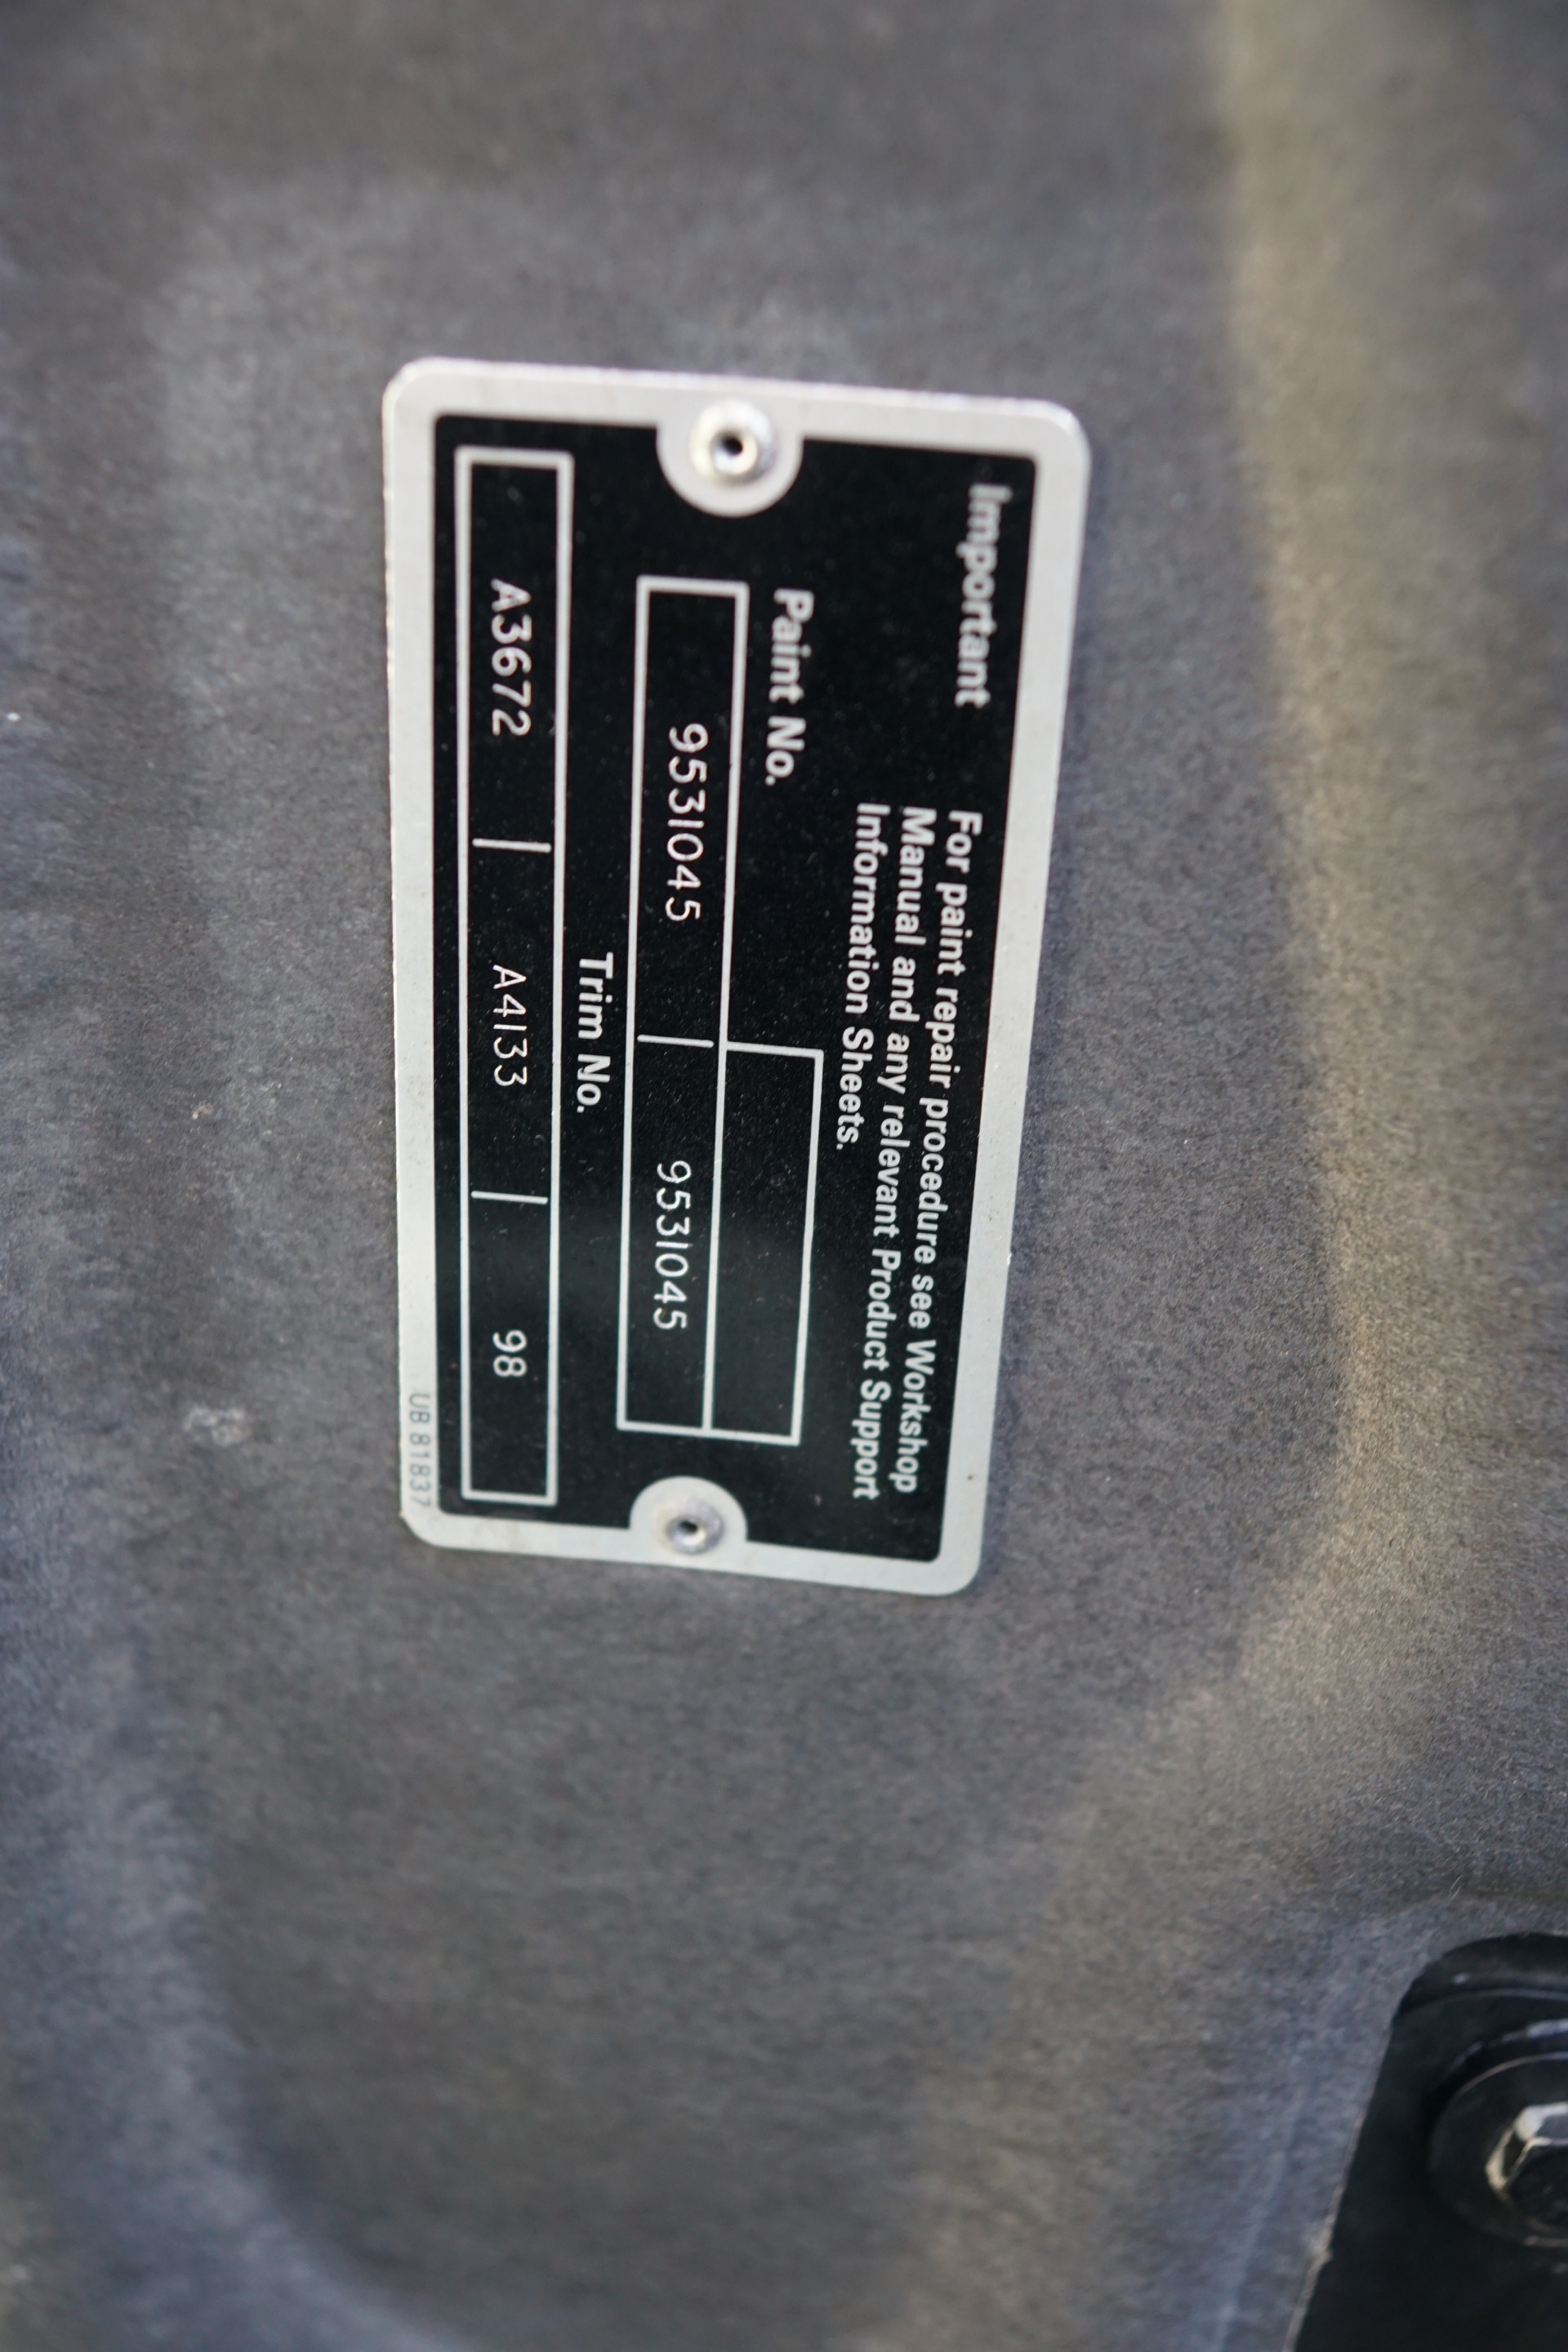 Important
For paint repair procedure see Workshop
Manual and any relevant Product Support
Information Sheets.
Paint No.
9531045 | 9531045
Trim No.
A3672 | A4133 | 98
UB 81837